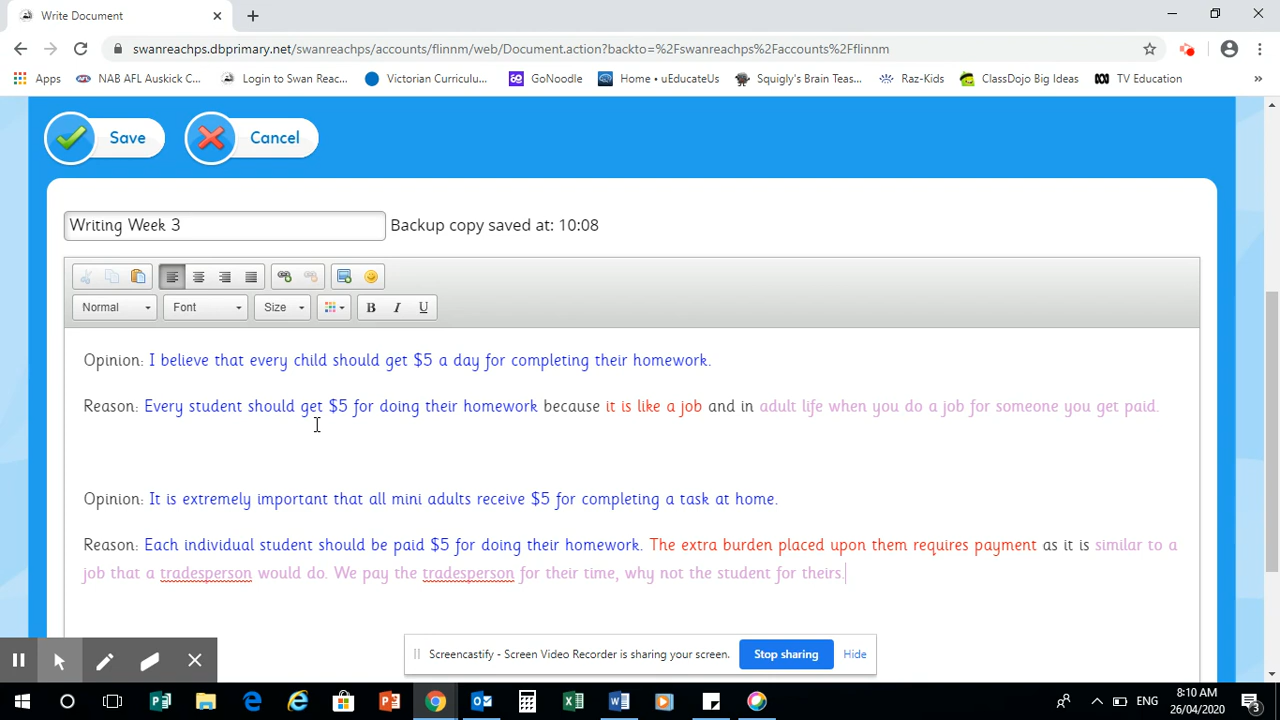 Write Document
swanreachps.dbprimary.net/swanreachps/accounts/flinnm/web/Document.action?backto=%2Fswanreachps%2Faccounts%2Fflinnm
Apps NAB AFL Auskick C... Login to Swan Reac... Victorian Curriculu... GoNoodle Home • uEducateUs Squigly's Brain Teas... Raz-Kids ClassDojo Big Ideas TV Education
Save Cancel
Writing Week 3 Backup copy saved at: 10:08
Normal Font Size B I U
Opinion: I believe that every child should get $5 a day for completing their homework.
Reason: Every student should get $5 for doing their homework because it is like a job and in adult life when you do a job for someone you get paid.
Opinion: It is extremely important that all mini adults receive $5 for completing a task at home.
Reason: Each individual student should be paid $5 for doing their homework. The extra burden placed upon them requires payment as it is similar to a
job that a tradesperson would do. We pay the tradesperson for their time, why not the student for theirs.
Screencastify - Screen Video Recorder is sharing your screen. Stop sharing Hide
ENG
8:10 AM
26/04/2020
3